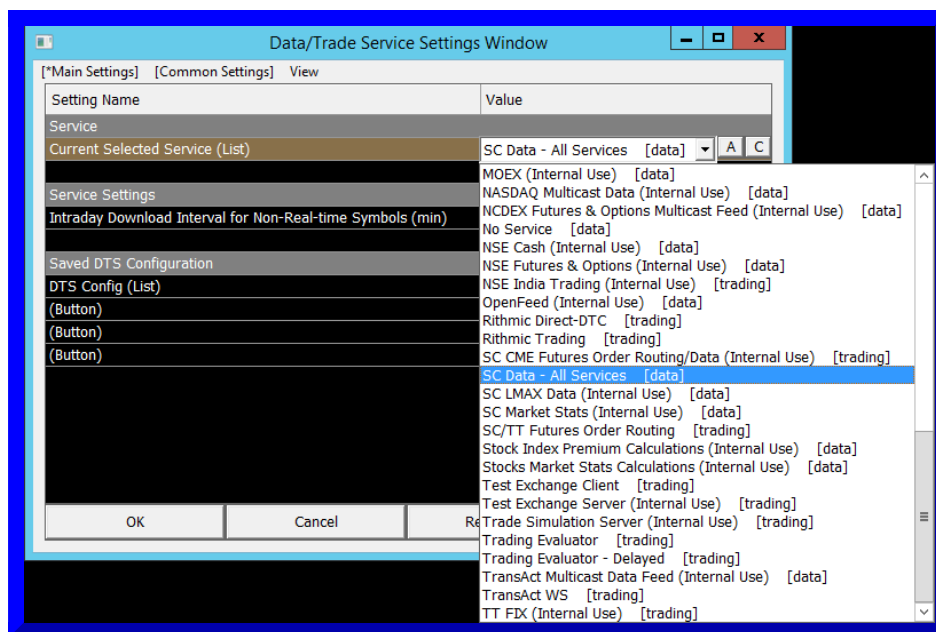 Data/Trade Service Settings Window
X
[*Main Settings] [Common Settings] View
Setting Name Value
Service
Current Selected Service (List) SC Data - All Services [data] A C
MOEX (Internal Use) [data]
Service Settings NASDAQ Multicast Data (Internal Use) [data]
NCDEX Futures & Options Multicast Feed (Internal Use) [data]
Intraday Download Interval for Non-Real-time Symbols (min) No Service [data]
NSE Cash (Internal Use) [data]
Saved DTS Configuration NSE Futures & Options (Internal Use) [data]
DTS Config (List) NSE India Trading (Internal Use) [trading]
(Button) OpenFeed (Internal Use) [data]
Rithmic Direct-DTC [trading]
(Button) Rithmic Trading [trading]
(Button) SC CME Futures Order Routing/Data (Internal Use) [trading]
SC Data - All Services [data]
SC LMAX Data (Internal Use) [data]
SC Market Stats (Internal Use) [data]
SC/TT Futures Order Routing [trading]
Stock Index Premium Calculations (Internal Use) [data]
Stocks Market Stats Calculations (Internal Use) [data]
Test Exchange Client [trading]
Test Exchange Server (Internal Use) [trading]
OK Cancel Re Trade Simulation Server (Internal Use) [trading]
Trading Evaluator [trading]
Trading Evaluator - Delayed [trading]
TransAct Multicast Data Feed (Internal Use) [data]
TransAct WS [trading]
TT FIX (Internal Use) [trading]